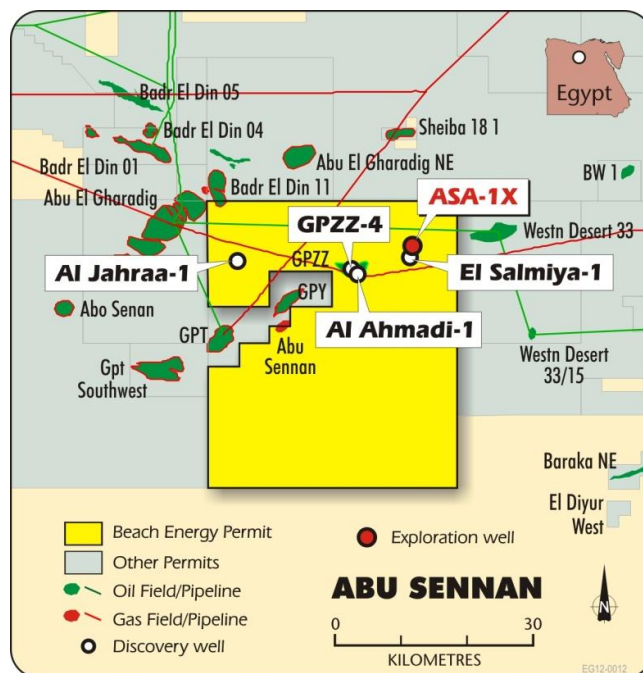 Badr El Din 05
Egypt
Badr El Din 04
Sheiba 18 1
Badr El Din 01
Abu El Gharadig NE
BW 1
Abu El Gharadig
Badr El Din 11
ASA-1X
GPZZ-4
Westn Desert 33
Al Jahraa-1
GPZZ
El Salmiya-1
GPY
Abo Senan
Al Ahmadi-1
GPT
Abu
Sennan
Westn Desert
33/15
Gpt
Southwest
Baraka NE
El Diyur
West
Beach Energy Permit
Exploration well
Other Permits
Oil Field/Pipeline
Gas Field/Pipeline
Discovery well
ABU SENNAN
N
0 30
KILOMETRES
EG12-0012